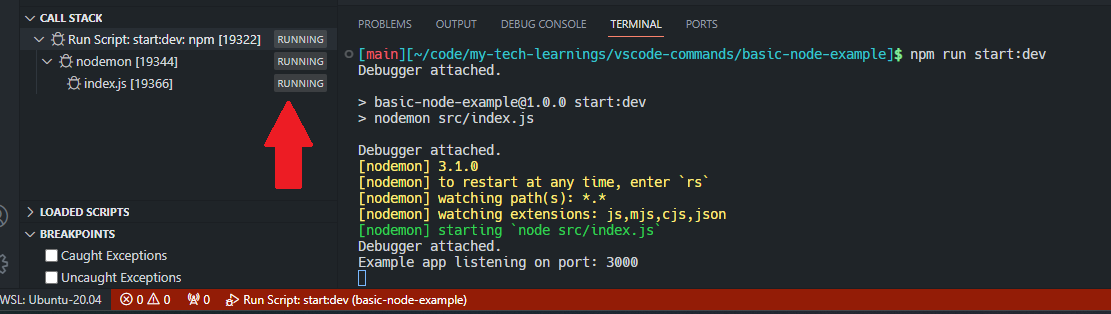 CALL STACK
Run Script: start:dev: npm [19322] RUNNING
nodemon [19344] RUNNING
index.js [19366] RUNNING
LOADED SCRIPTS
BREAKPOINTS
Caught Exceptions
Uncaught Exceptions
PROBLEMS OUTPUT DEBUG CONSOLE TERMINAL PORTS
[main][~/code/my-tech-learnings/vscode-commands/basic-node-example]$ npm run start:dev
Debugger attached.
> basic-node-example@1.0.0 start:dev
> nodemon src/index.js
Debugger attached.
[nodemon] 3.1.0
[nodemon] to restart at any time, enter `rs`
[nodemon] watching path(s): *.*
[nodemon] watching extensions: js,mjs,cjs,json
[nodemon] starting `node src/index.js`
Debugger attached.
Example app listening on port: 3000
WSL: Ubuntu-20.04 0 0 0 Run Script: start:dev (basic-node-example)